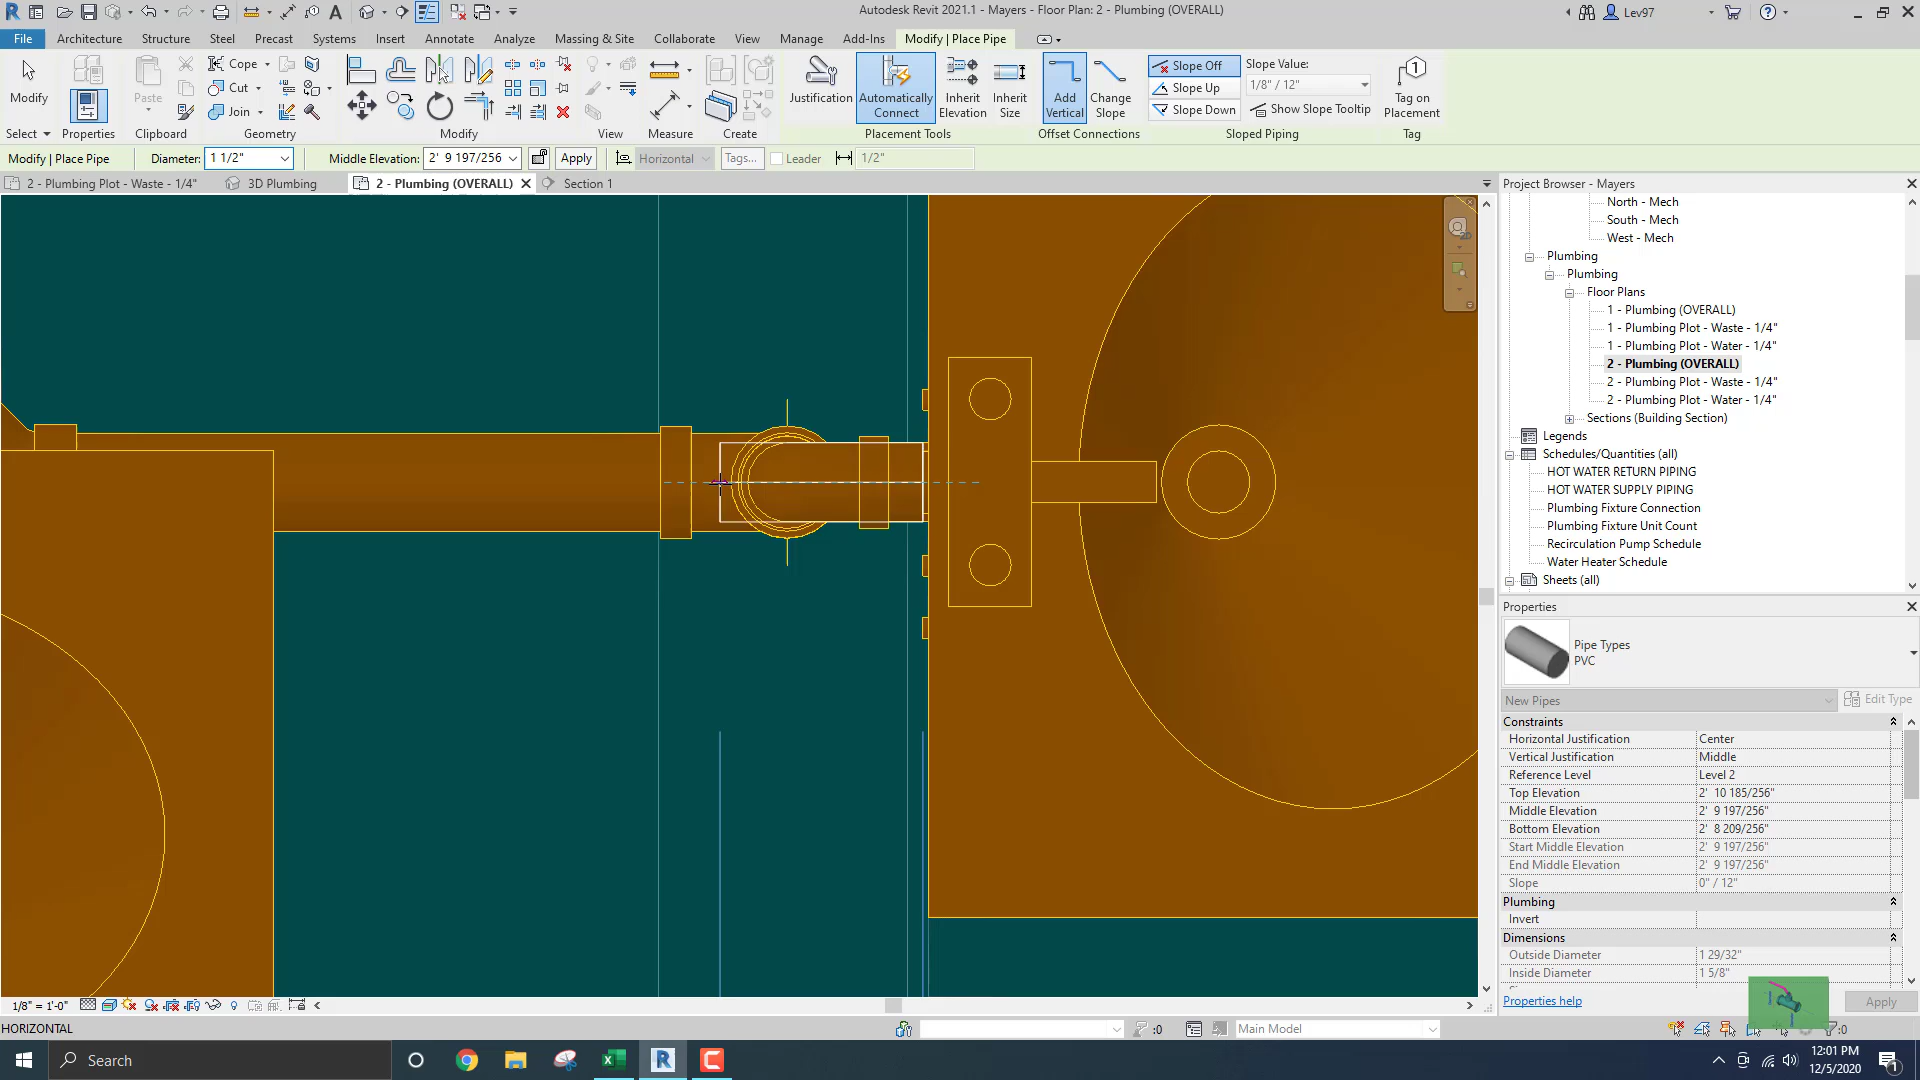 Autodesk Revit 2021.1 - Mayers - Floor Plan: 2 - Plumbing (OVERALL)
Lev97
File
Architecture
Structure
Steel
Precast
Systems
Insert
Annotate
Analyze
Massing & Site
Collaborate
View
Manage
Add-Ins
Modify | Place Pipe
Modify
Select
Properties
Paste
Clipboard
Cope
Cut
Join
Geometry
Modify
View
Measure
Create
Justification
Automatically
Connect
Inherit
Elevation
Inherit
Size
Placement Tools
Add
Vertical
Change
Slope
Offset Connections
Slope Off
Slope Up
Slope Down
Slope Value:
1/8" / 12"
Show Slope Tooltip
Sloped Piping
Tag on
Placement
Tag
Modify | Place Pipe
Diameter:
1 1/2"
Middle Elevation:
2' 9 197/256
Apply
Horizontal
Tags...
Leader
1/2"
2 - Plumbing Plot - Waste - 1/4"
3D Plumbing
2 - Plumbing (OVERALL)
Section 1
Project Browser - Mayers
North - Mech
South - Mech
West - Mech
Plumbing
Plumbing
Floor Plans
1 - Plumbing (OVERALL)
1 - Plumbing Plot - Waste - 1/4"
1 - Plumbing Plot - Water - 1/4"
2 - Plumbing (OVERALL)
2 - Plumbing Plot - Waste - 1/4"
2 - Plumbing Plot - Water - 1/4"
Sections (Building Section)
Legends
Schedules/Quantities (all)
HOT WATER RETURN PIPING
HOT WATER SUPPLY PIPING
Plumbing Fixture Connection
Plumbing Fixture Unit Count
Recirculation Pump Schedule
Water Heater Schedule
Sheets (all)
Properties
Pipe Types
PVC
New Pipes
Edit Type
Constraints
Horizontal Justification Center
Vertical Justification Middle
Reference Level Level 2
Top Elevation 2' 10 185/256"
Middle Elevation 2' 9 197/256"
Bottom Elevation 2' 8 209/256"
Start Middle Elevation 2' 9 197/256"
End Middle Elevation 2' 9 197/256"
Slope 0" / 12"
Plumbing
Invert
Dimensions
Outside Diameter 1 29/32"
Inside Diameter 1 5/8"
Properties help
Apply
1/8" = 1'-0"
HORIZONTAL
:0
Main Model
:0
Search
12:01 PM
12/5/2020
1